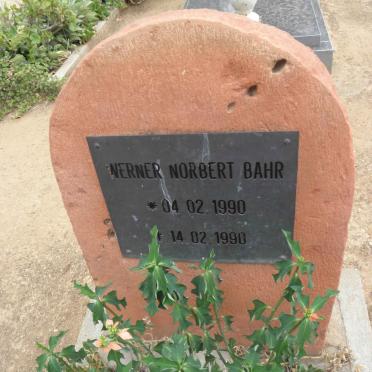 WERNER NORBERT BAHR
* 04 02 1990
* 14 02 1990